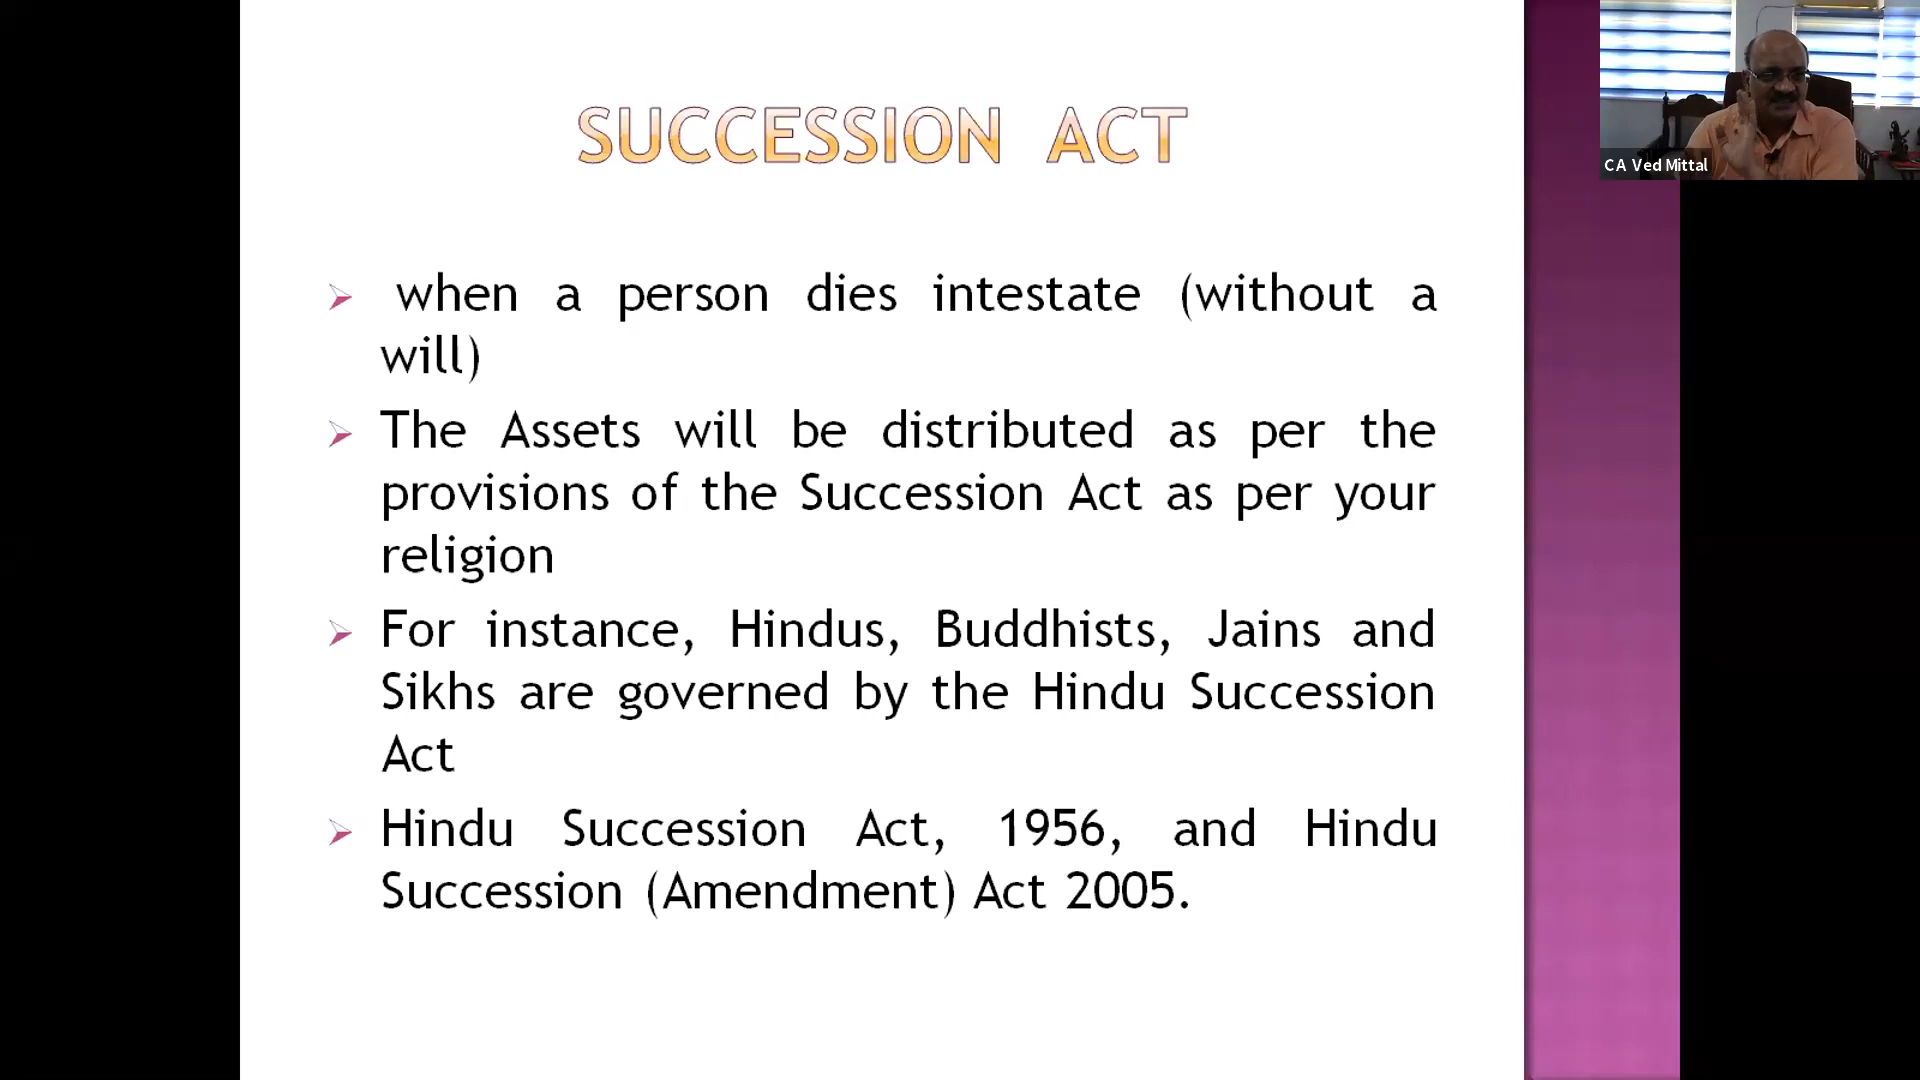 SUCCESSION ACT
CA Ved Mittal
when a person dies intestate (without a
will)
The Assets will be distributed as per the
provisions of the Succession Act as per your
religion
For instance, Hindus, Buddhists, Jains and
Sikhs are governed by the Hindu Succession
Act
Hindu Succession Act, 1956, and Hindu
Succession (Amendment) Act 2005.